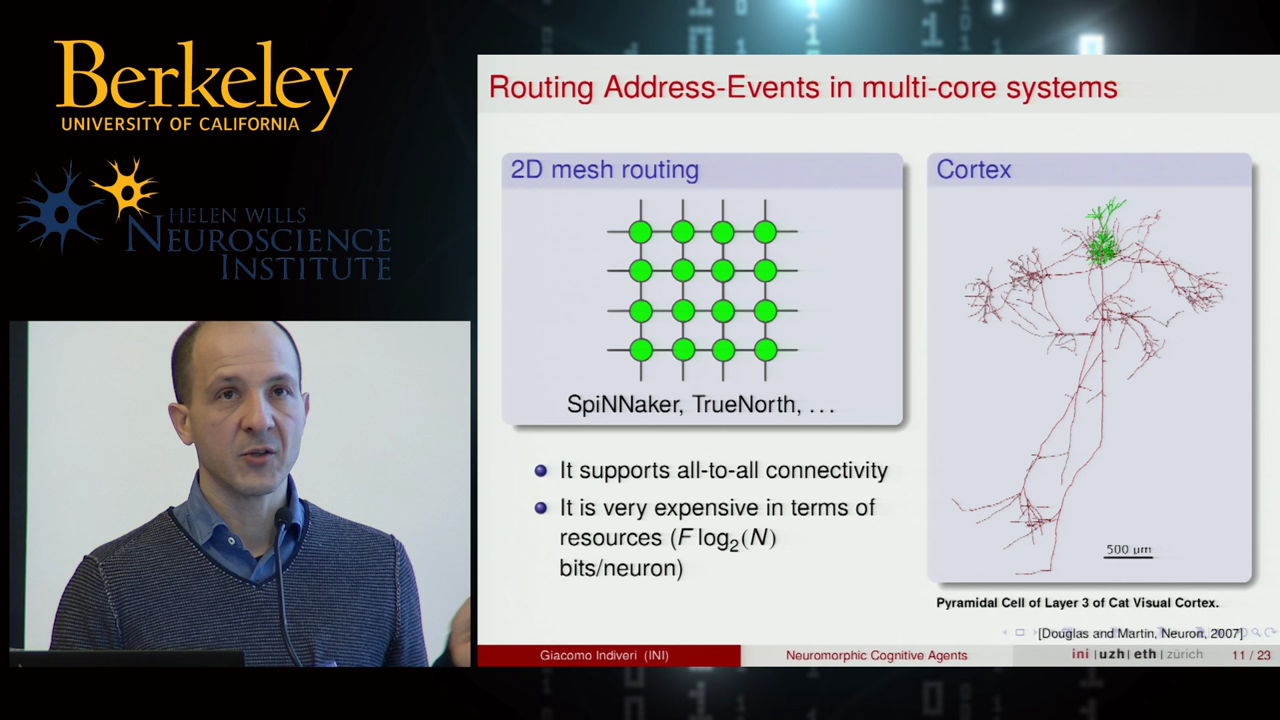 Berkeley
UNIVERSITY OF CALIFORNIA
HELEN WILLS
NEUROSCIENCE
INSTITUTE
Routing Address-Events in multi-core systems
2D mesh routing
SpiNNaker, TrueNorth, ...
It supports all-to-all connectivity
It is very expensive in terms of
resources (F log₂(N)
bits/neuron)
Cortex
500 µm
Pyramidal Cell of Layer 3 of Cat Visual Cortex.
[Douglas and Martin, Neuron, 2007]
Giacomo Indiveri (INI)
Neuromorphic Cognitive Agents
ini | uzh | eth | zürich
11 / 23